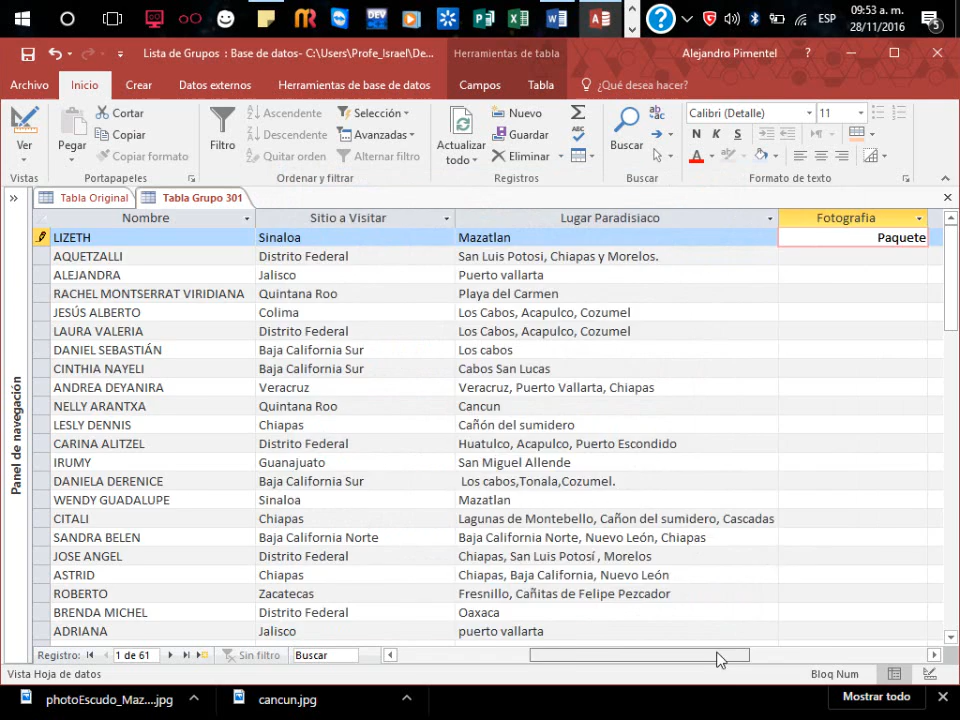 DEV
ESP
09:53 a. m.
28/11/2016
5
Lista de Grupos : Base de datos- C:\Users\Profe_Israel\De...
Herramientas de tabla
Alejandro Pimentel
?
Archivo
Inicio
Crear
Datos externos
Herramientas de base de datos
Campos
Tabla
¿Qué desea hacer?
Ver
Vistas
Pegar
Cortar
Copiar
Copiar formato
Portapapeles
Filtro
Ascendente
Descendente
Quitar orden
Selección
Avanzadas
Alternar filtro
Ordenar y filtrar
Actualizar
todo
Nuevo
Guardar
Eliminar
Registros
Buscar
Buscar
Calibri (Detalle)
11
N K S
A
Formato de texto
Tabla Original
Tabla Grupo 301
Panel de navegación
Nombre Sitio a Visitar Lugar Paradisiaco Fotografia
LIZETH Sinaloa Mazatlan Paquete
AQUETZALLI Distrito Federal San Luis Potosi, Chiapas y Morelos.
ALEJANDRA Jalisco Puerto vallarta
RACHEL MONTSERRAT VIRIDIANA Quintana Roo Playa del Carmen
JESÚS ALBERTO Colima Los Cabos, Acapulco, Cozumel
LAURA VALERIA Distrito Federal Los Cabos, Acapulco, Cozumel
DANIEL SEBASTIÁN Baja California Sur Los cabos
CINTHIA NAYELI Baja California Sur Cabos San Lucas
ANDREA DEYANIRA Veracruz Veracruz, Puerto Vallarta, Chiapas
NELLY ARANTXA Quintana Roo Cancun
LESLY DENNIS Chiapas Cañón del sumidero
CARINA ALITZEL Distrito Federal Huatulco, Acapulco, Puerto Escondido
IRUMY Guanajuato San Miguel Allende
DANIELA DERENICE Baja California Sur Los cabos,Tonala,Cozumel.
WENDY GUADALUPE Sinaloa Mazatlan
CITALI Chiapas Lagunas de Montebello, Cañon del sumidero, Cascadas
SANDRA BELEN Baja California Norte Baja California Norte, Nuevo León, Chiapas
JOSE ANGEL Distrito Federal Chiapas, San Luis Potosí , Morelos
ASTRID Chiapas Chiapas, Baja California, Nuevo León
ROBERTO Zacatecas Fresnillo, Cañitas de Felipe Pezcador
BRENDA MICHEL Distrito Federal Oaxaca
ADRIANA Jalisco puerto vallarta
Registro: 1 de 61 Sin filtro Buscar
Vista Hoja de datos
Bloq Num
photoEscudo_Maz....jpg
cancun.jpg
Mostrar todo